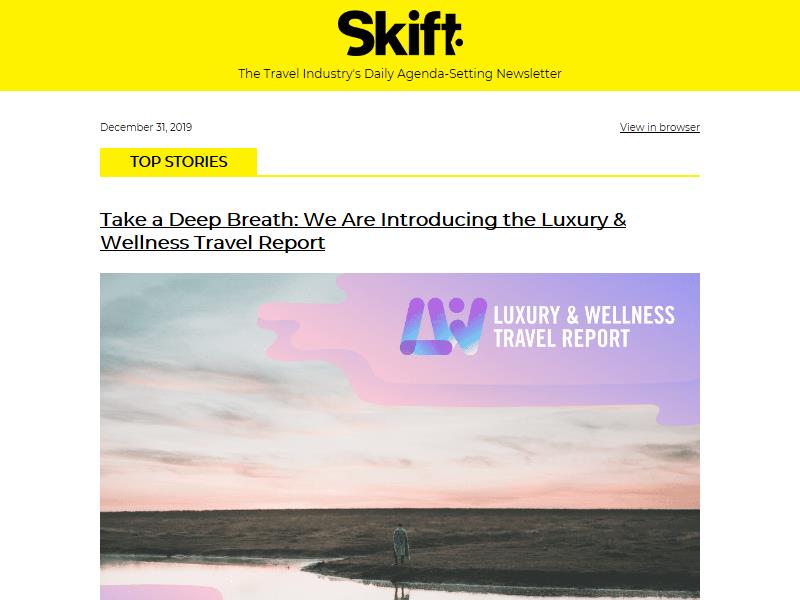 Skift
The Travel Industry's Daily Agenda-Setting Newsletter
December 31, 2019
View in browser
TOP STORIES
Take a Deep Breath: We Are Introducing the Luxury &
Wellness Travel Report
LW LUXURY & WELLNESS
TRAVEL REPORT